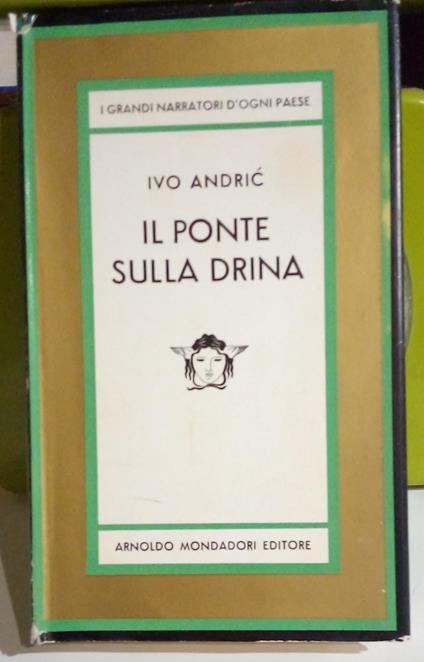 I GRANDI NARRATORI D'OGNI PAESE
IVO ANDRIĆ
IL PONTE
SULLA DRINA
ARNOLDO MONDADORI EDITORE